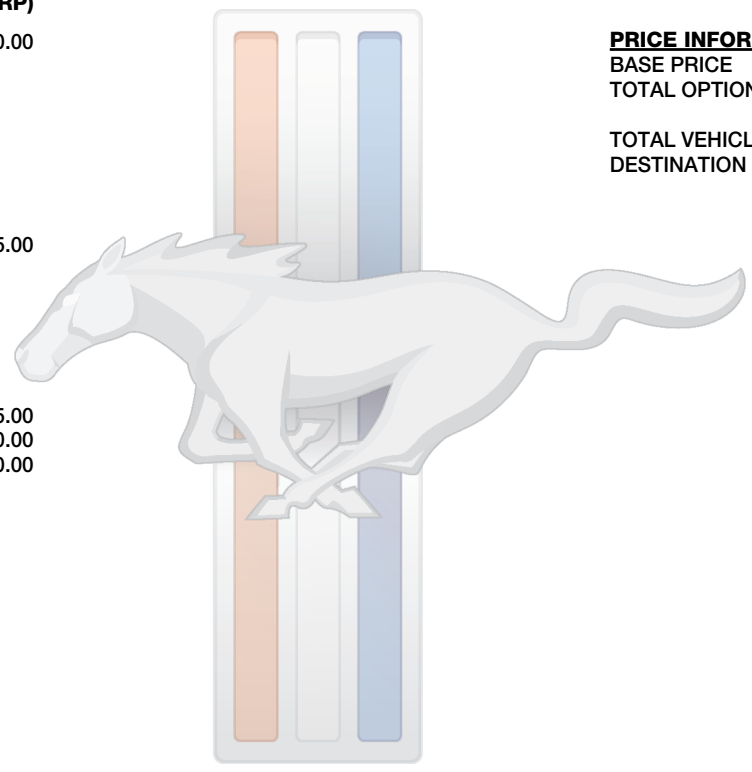 RP)
0.00
5.00
5.00
0.00
0.00
PRICE INFOR
BASE PRICE
TOTAL OPTION
TOTAL VEHICL
DESTINATION